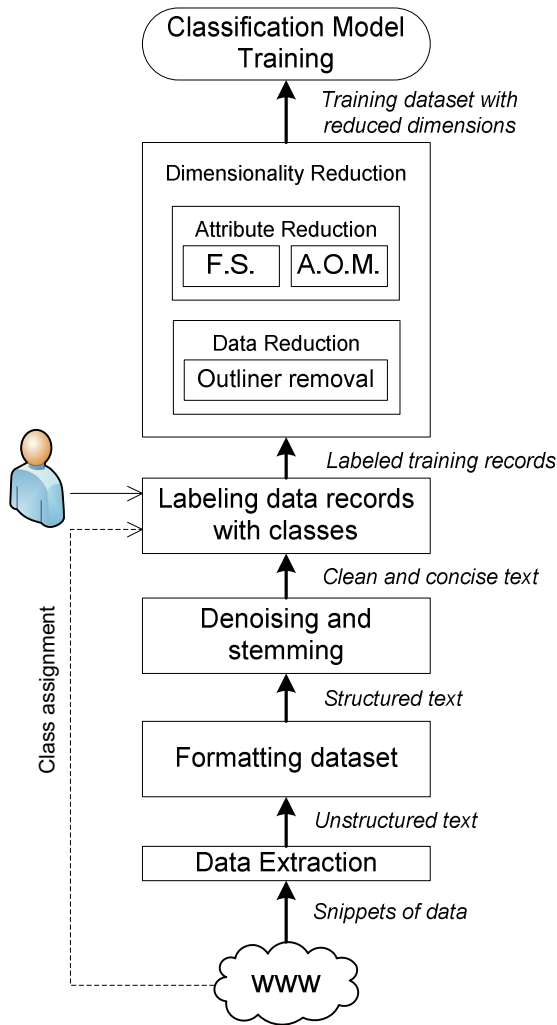 Classification Model
Training
Training dataset with
reduced dimensions
Dimensionality Reduction
Attribute Reduction
F.S.
A.O.M.
Data Reduction
Outliner removal
Labeled training records
Labeling data records
with classes
Clean and concise text
Denoising and
stemming
Structured text
Class assignment
Formatting dataset
Unstructured text
Data Extraction
Snippets of data
www